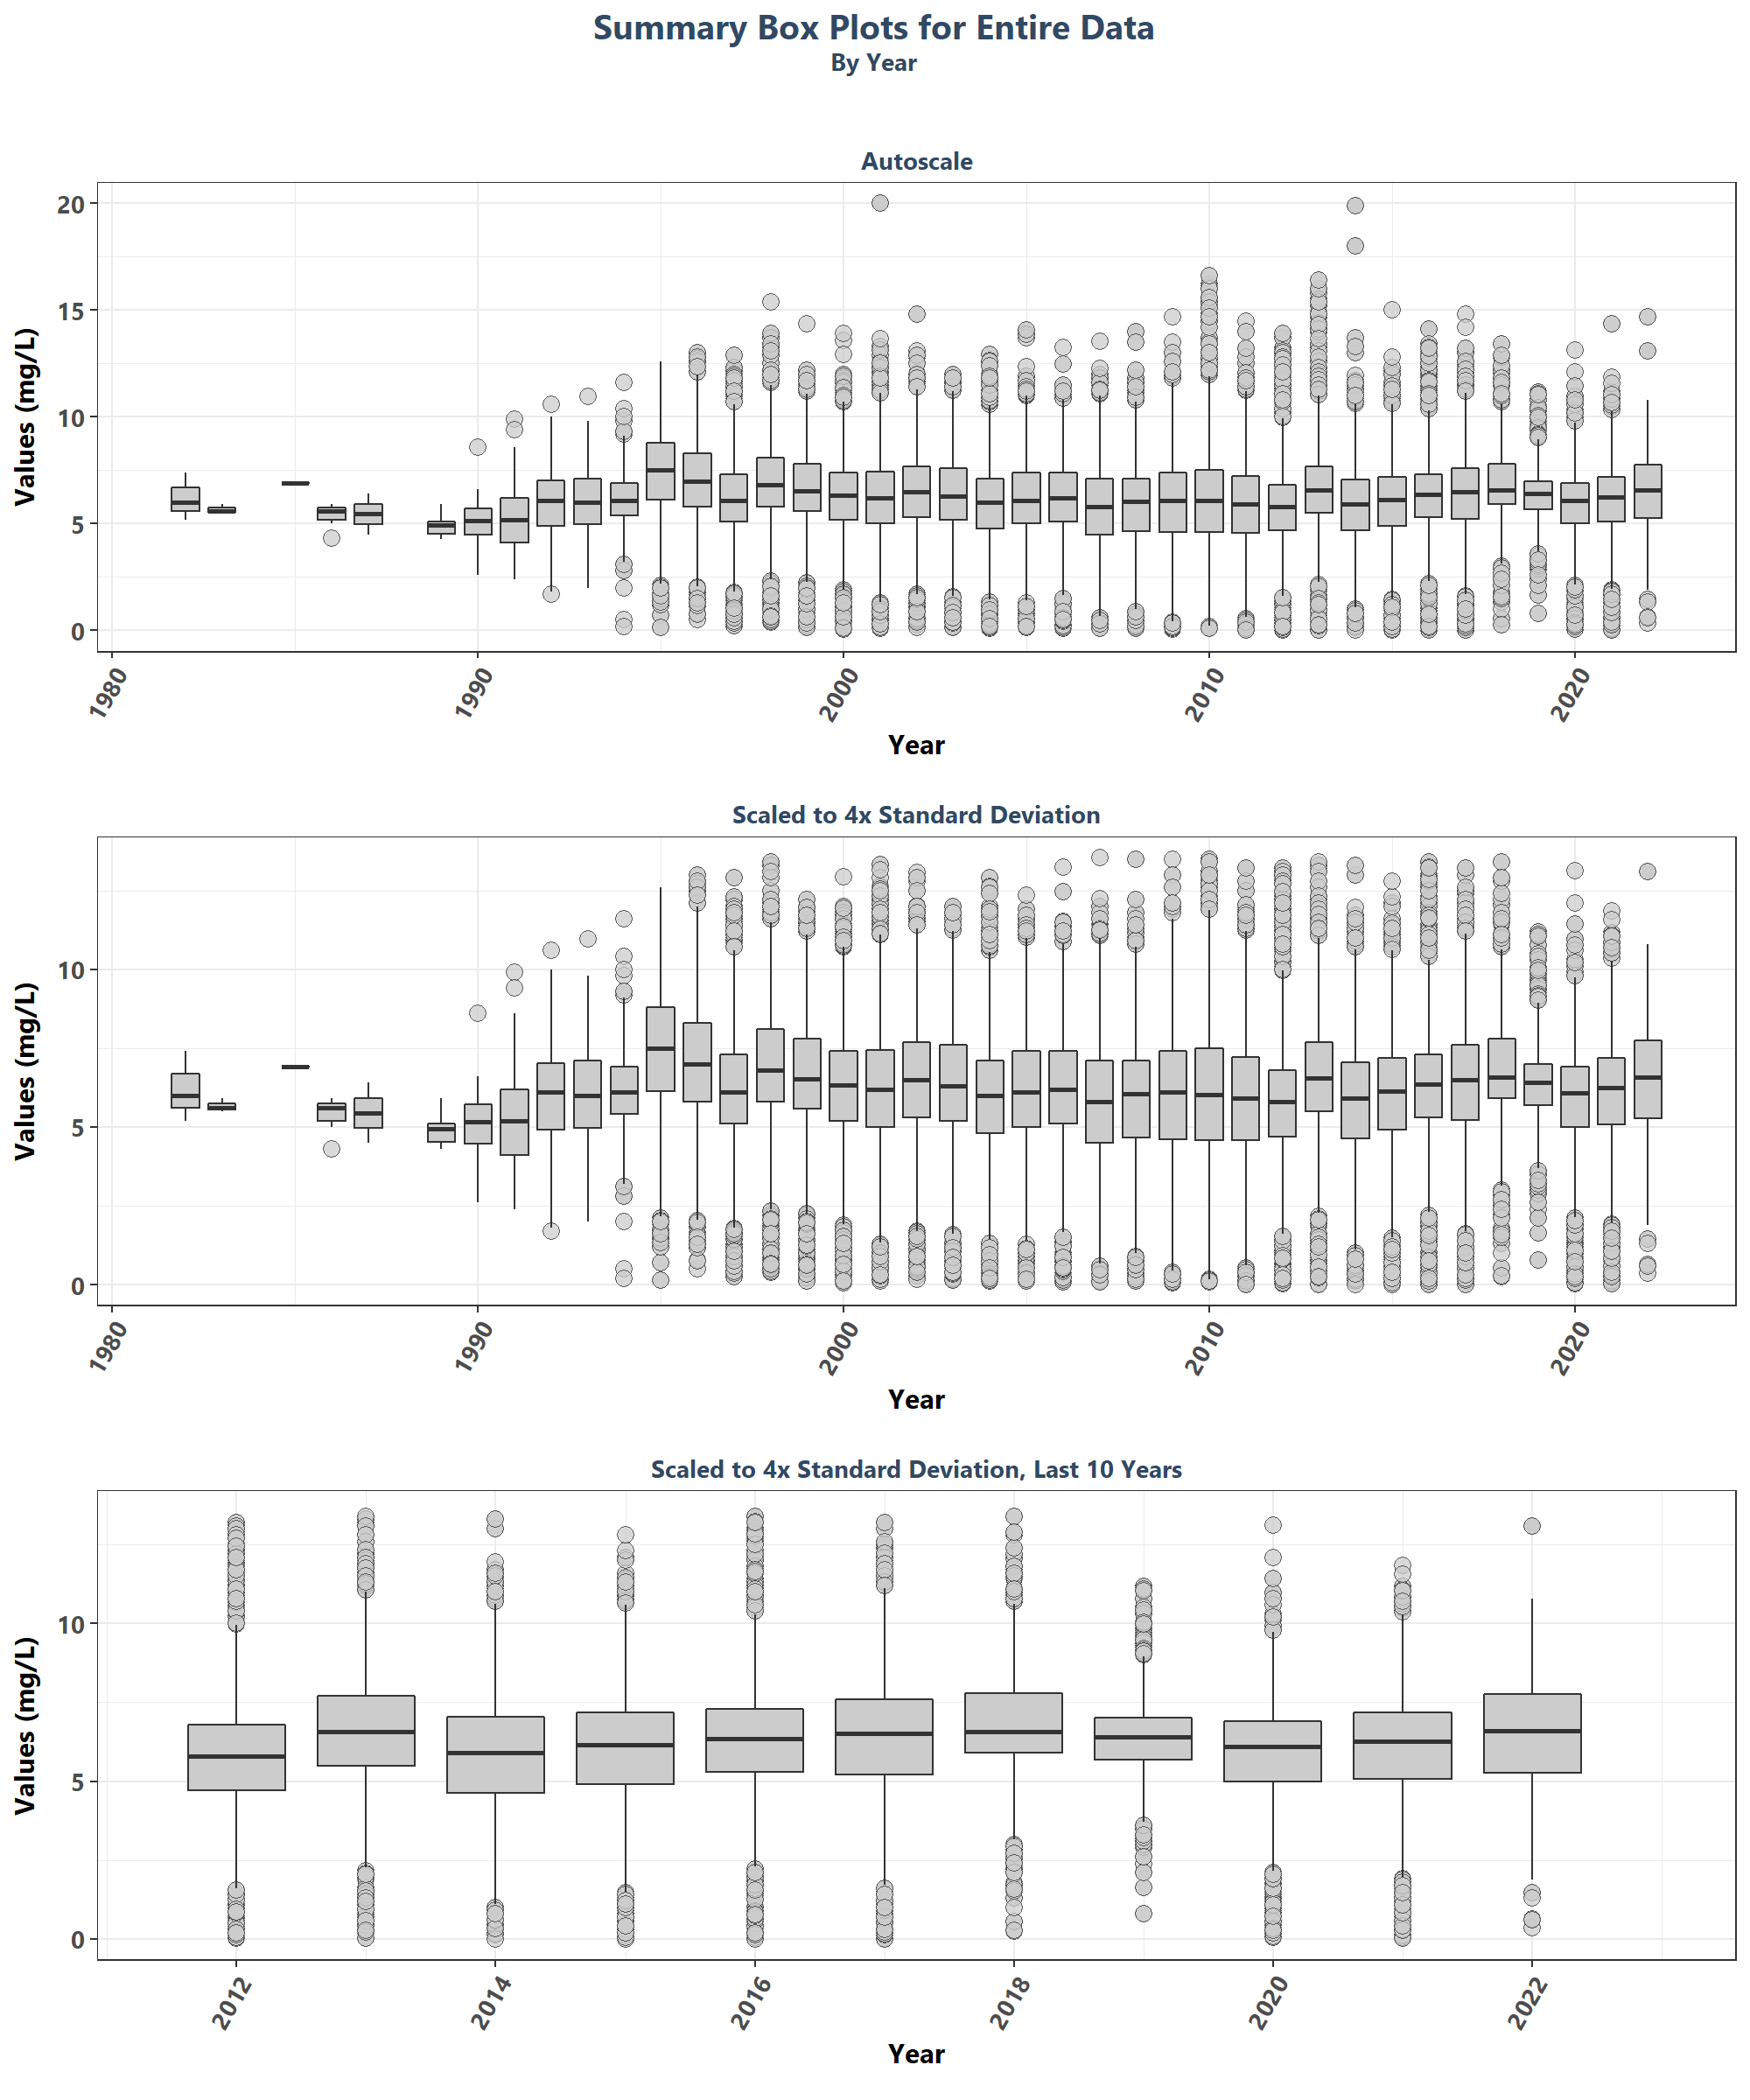 Summary Box Plots for Entire Data
By Year
Autoscale
Values (mg/L)
20
15
10
5
0
1980
1990
2000
2010
2020
Year
Scaled to 4x Standard Deviation
Values (mg/L)
10
5
0
1980
1990
2000
2010
2020
Year
Scaled to 4x Standard Deviation, Last 10 Years
Values (mg/L)
10
5
0
2012
2014
2016
2018
2020
2022
Year